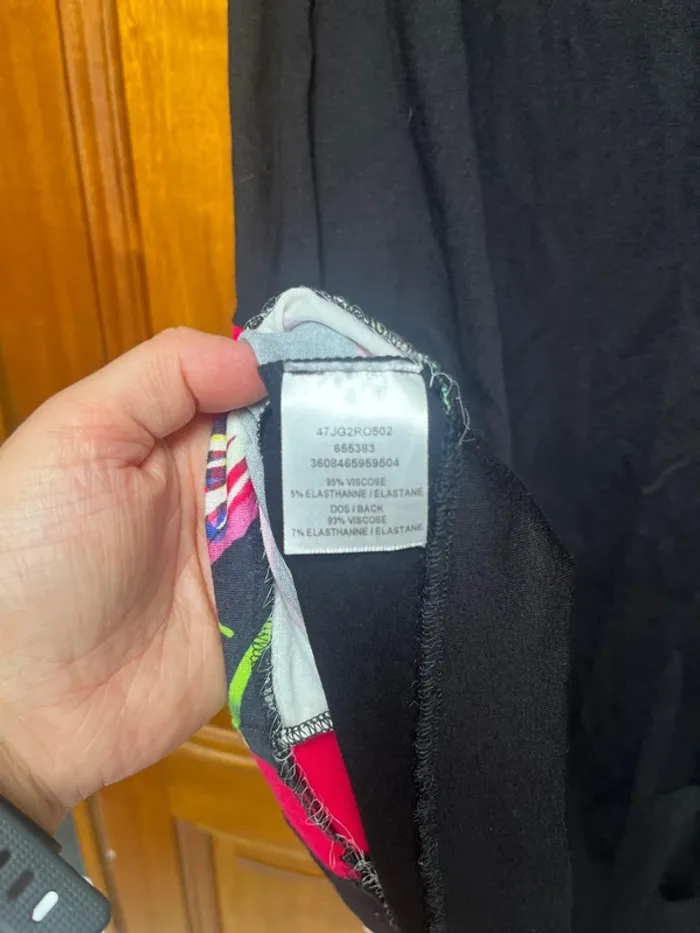 47JG2RO502
655383
3608465959504
95% VISCOSE
5% ELASTHANNE / ELASTANE
DOS / BACK
93% VISCOSE
7% ELASTHANNE / ELASTANE